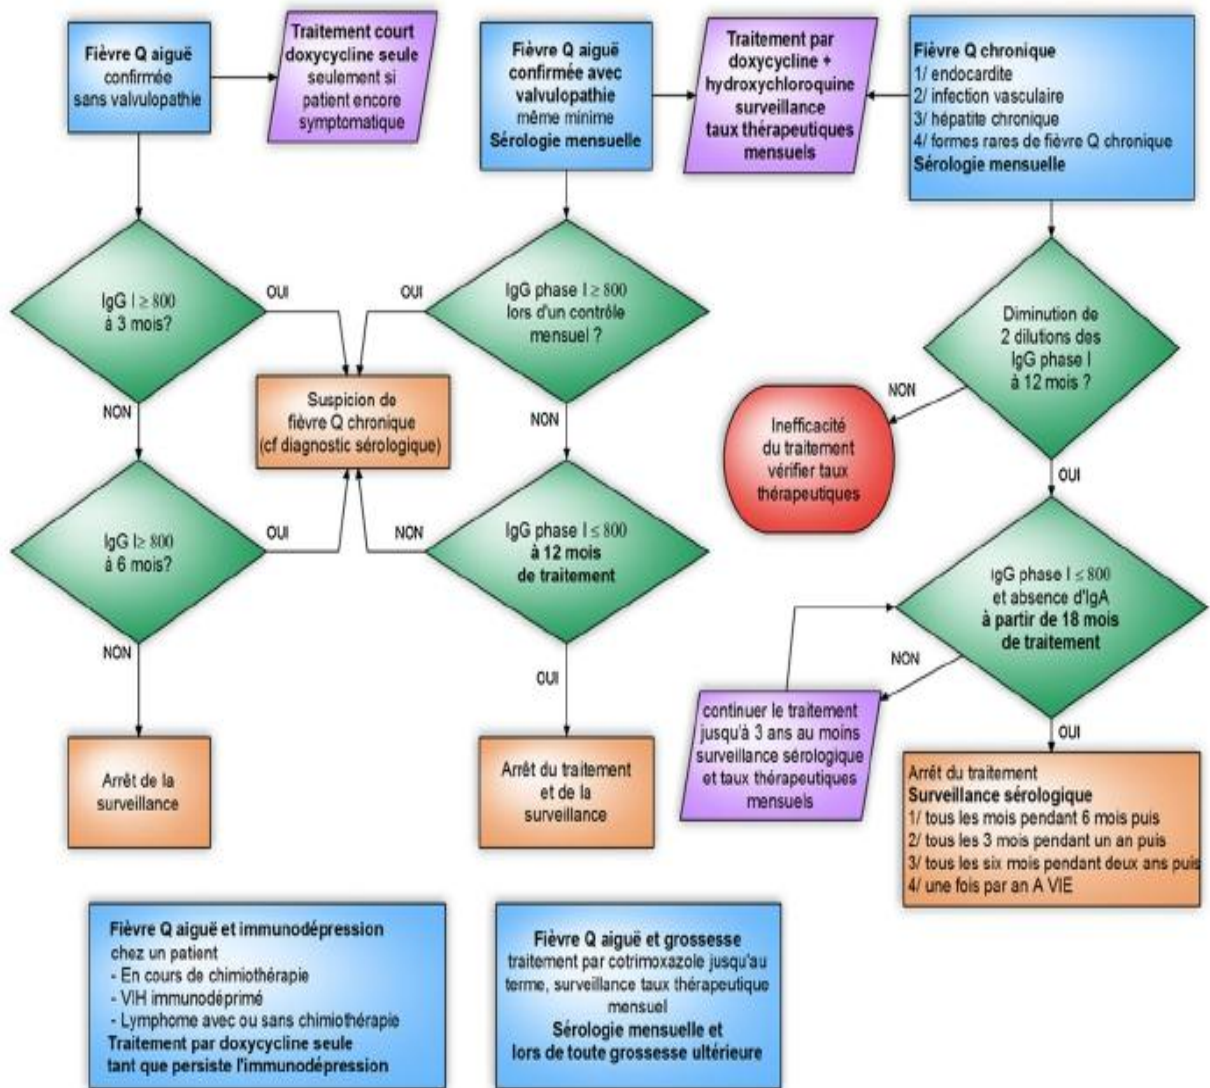 Fièvre Q aiguë
confirmée
sans valvulopathie
Traitement court
doxycycline seule
seulement si
patient encore
symptomatique
Fièvre Q aiguë
confirmée avec
valvulopathie
même minime
Sérologie mensuelle
Traitement par
doxycycline +
hydroxychloroquine
surveillance
taux thérapeutiques
mensuels
Fièvre Q chronique
1/ endocardite
2/ infection vasculaire
3/ hépatite chronique
4/ formes rares de fièvre Q chronique
Sérologie mensuelle
IgG I ≥ 800
à 3 mois?
OUI
NON
OUI
IgG phase I ≥ 800
lors d'un contrôle
mensuel ?
NON
Diminution de
2 dilutions des
IgG phase I
à 12 mois ?
NON
OUI
Suspicion de
fièvre Q chronique
(cf diagnostic sérologique)
Inefficacité
du traitement
vérifier taux
thérapeutiques
IgG I≥ 800
à 6 mois?
OUI
NON
NON
IgG phase I ≤ 800
à 12 mois
de traitement
OUI
IgG phase I ≤ 800
et absence d'IgA
à partir de 18 mois
de traitement
NON
OUI
continuer le traitement
jusqu'à 3 ans au moins
surveillance sérologique
et taux thérapeutiques
mensuels
Arrêt de la
surveillance
Arrêt du traitement
et de la
surveillance
Arrêt du traitement
Surveillance sérologique
1/ tous les mois pendant 6 mois puis
2/ tous les 3 mois pendant un an puis
3/ tous les six mois pendant deux ans puis
4/ une fois par an A VIE
Fièvre Q aiguë et immunodépression
chez un patient
- En cours de chimiothérapie
- VIH immunodéprimé
- Lymphome avec ou sans chimiothérapie
Traitement par doxycycline seule
tant que persiste l'immunodépression
Fièvre Q aiguë et grossesse
traitement par cotrimoxazole jusqu'au
terme, surveillance taux thérapeutique
mensuel
Sérologie mensuelle et
lors de toute grossesse ultérieure